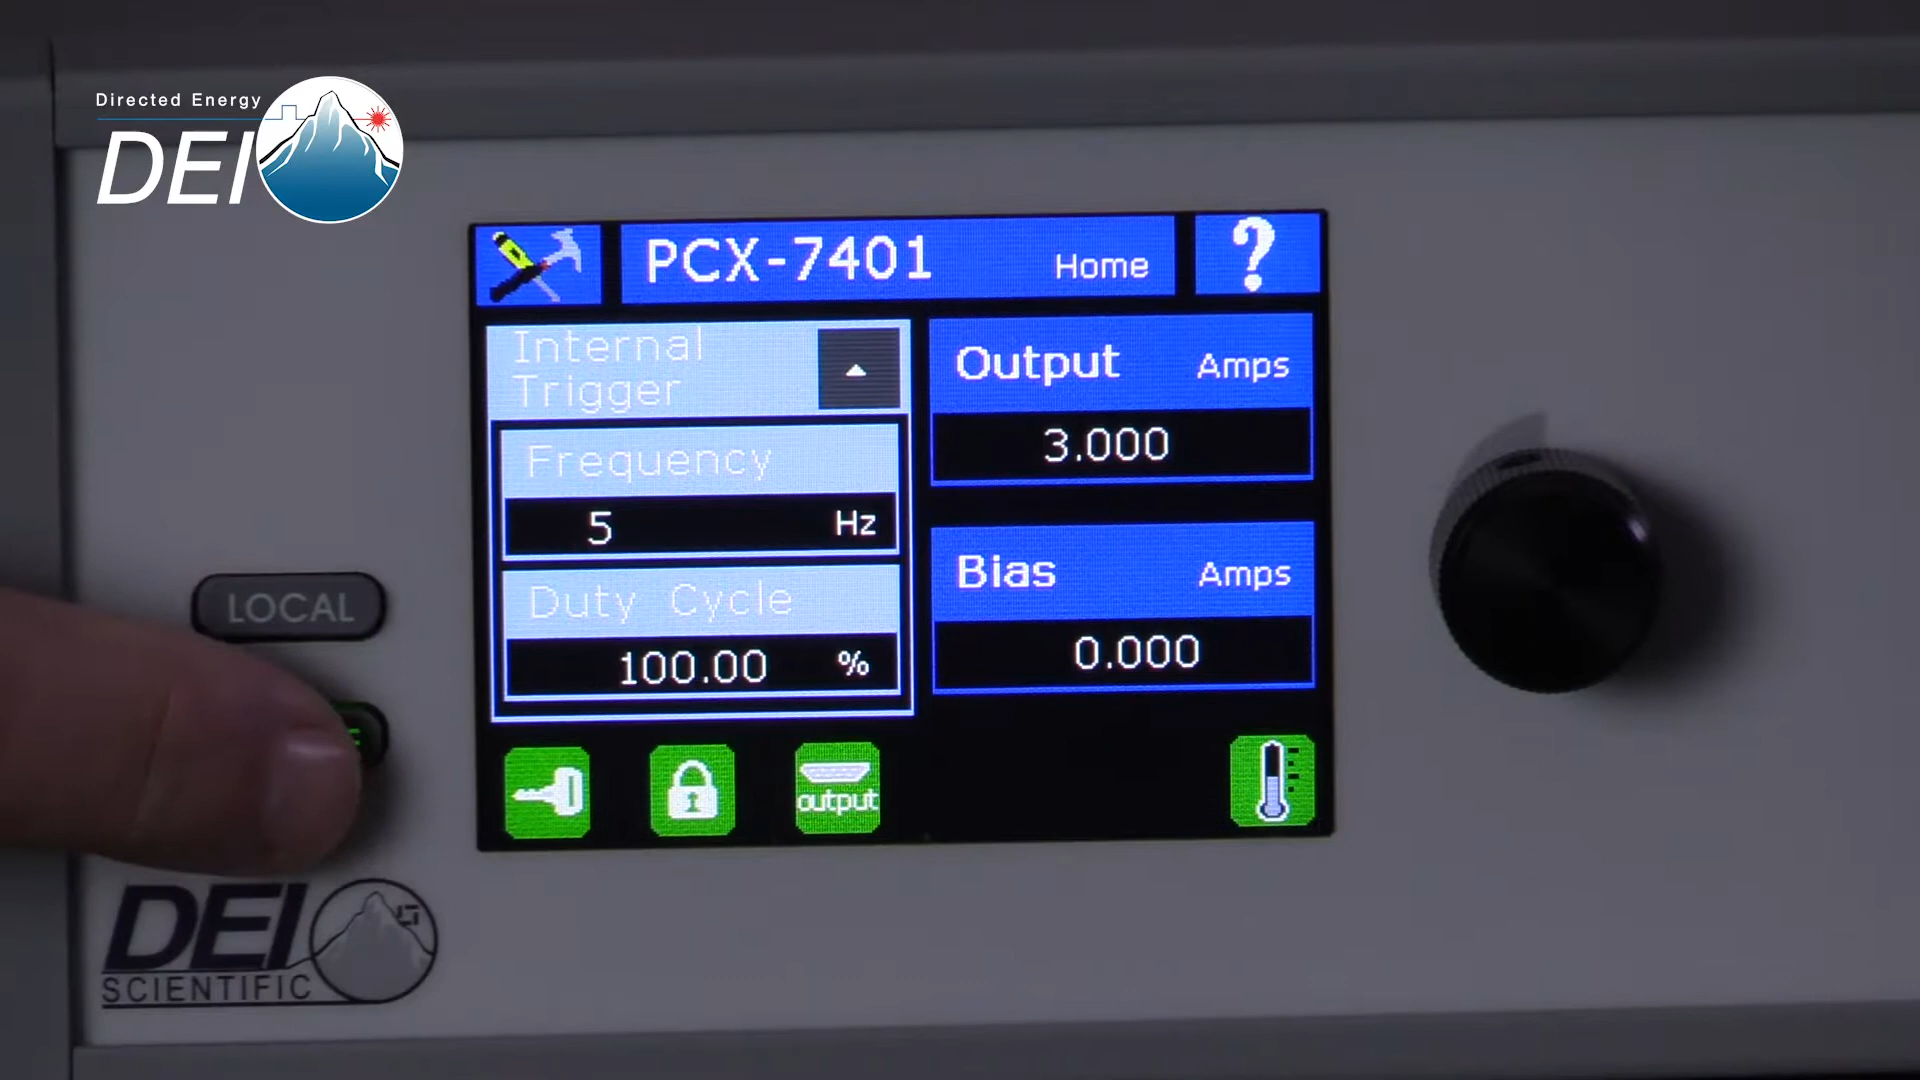 Directed Energy
DEI
PCX-7401
Home
?
Internal
Trigger
Frequency
5 Hz
Duty Cycle
100.00 %
Output Amps
3.000
Bias Amps
0.000
output
LOCAL
DEI
SCIENTIFIC